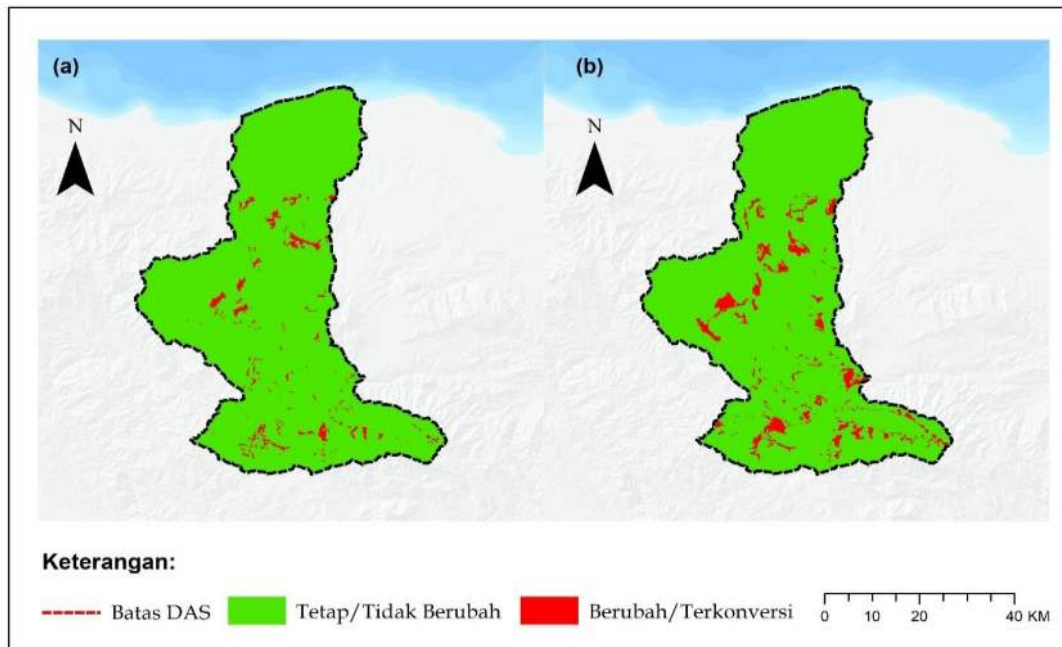 (a)
(b)
N
N
Keterangan:
Batas DAS
Tetap/Tidak Berubah
Berubah/Terkonversi
0 10 20 40 KM